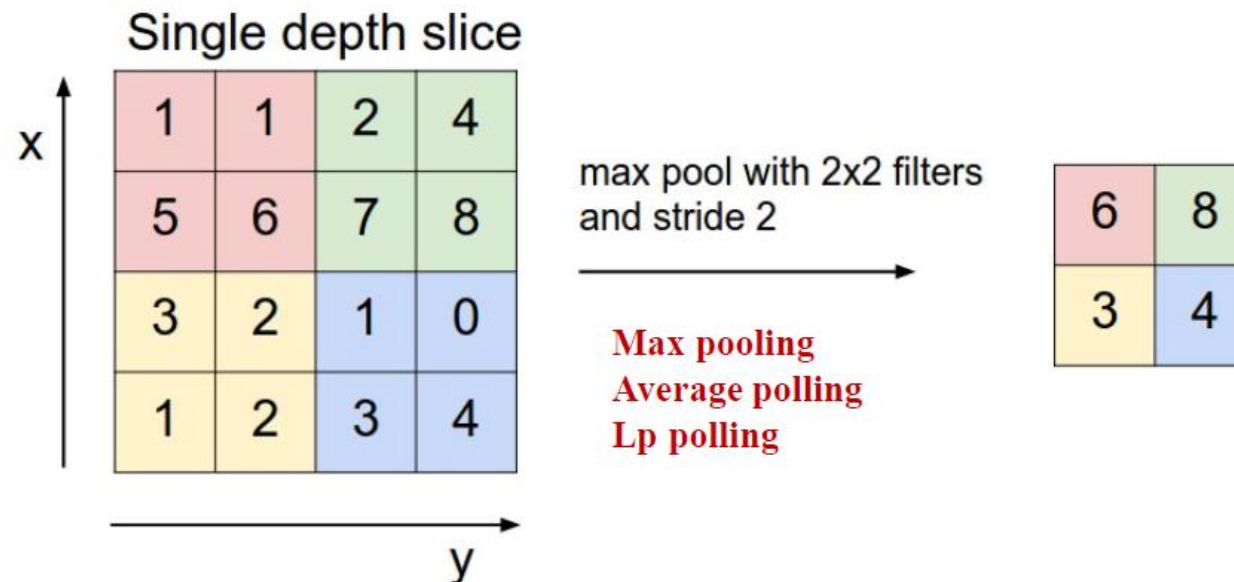 Single depth slice
x
1 1 2 4
5 6 7 8
3 2 1 0
1 2 3 4
y
max pool with 2x2 filters
and stride 2
Max pooling
Average polling
Lp polling
6 8
3 4